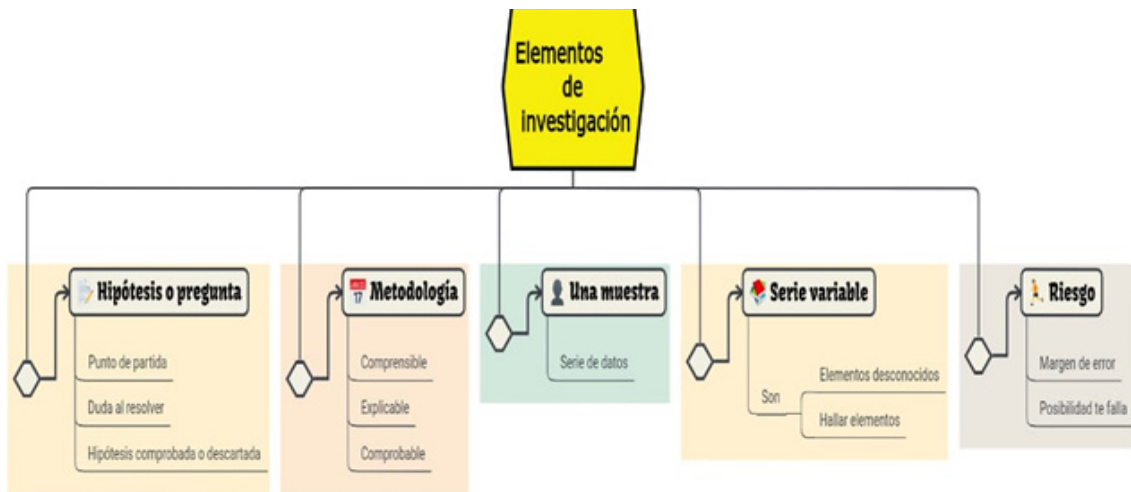 Elementos
de
investigación
Hipótesis o pregunta
Punto de partida
Duda al resolver
Hipótesis comprobada o descartada
Metodología
17
Comprensible
Explicable
Comprobable
Una muestra
Serie de datos
Serie variable
Son
Elementos desconocidos
Hallar elementos
Riesgo
Margen de error
Posibilidad te falla